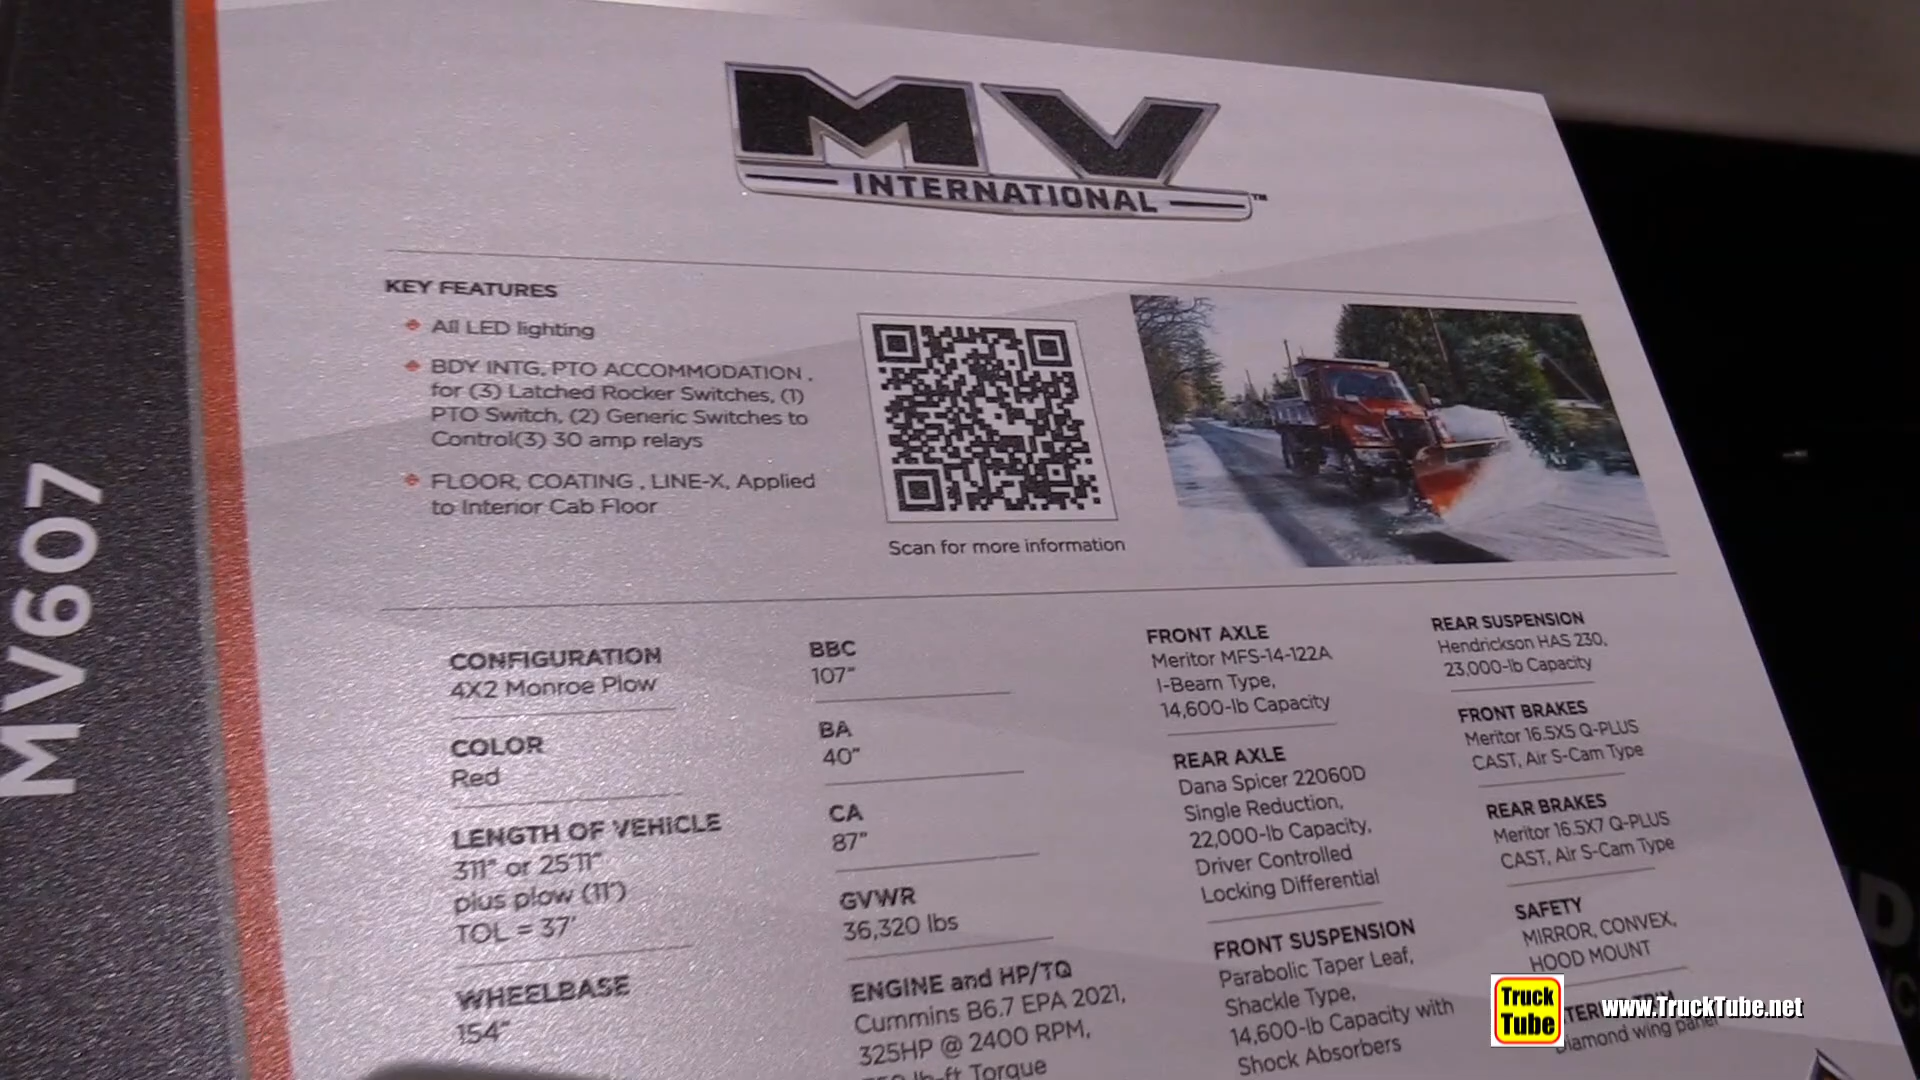 MV
INTERNATIONAL™
MV607
KEY FEATURES
All LED lighting
BDY INTG, PTO ACCOMMODATION ,
for (3) Latched Rocker Switches, (1)
PTO Switch, (2) Generic Switches to
Control(3) 30 amp relays
FLOOR, COATING , LINE-X, Applied
to Interior Cab Floor
Scan for more information
CONFIGURATION
4X2 Monroe Plow
COLOR
Red
LENGTH OF VEHICLE
311" or 25'11"
plus plow (11')
TOL = 37'
WHEELBASE
154"
BBC
107"
BA
40"
CA
87"
GVWR
36,320 lbs
ENGINE and HP/TQ
Cummins B6.7 EPA 2021,
325HP @ 2400 RPM,
lb-ft Torque
FRONT AXLE
Meritor MFS-14-122A
I-Beam Type,
14,600-lb Capacity
REAR AXLE
Dana Spicer 22060D
Single Reduction,
22,000-lb Capacity,
Driver Controlled
Locking Differential
FRONT SUSPENSION
Parabolic Taper Leaf,
Shackle Type,
14,600-lb Capacity with
Shock Absorbers
REAR SUSPENSION
Hendrickson HAS 230,
23,000-lb Capacity
FRONT BRAKES
Meritor 16.5X5 Q-PLUS
CAST, Air S-Cam Type
REAR BRAKES
Meritor 16.5X7 Q-PLUS
CAST, Air S-Cam Type
SAFETY
MIRROR, CONVEX,
HOOD MOUNT
Diamond wing panel
Truck
Tube
www.TruckTube.net